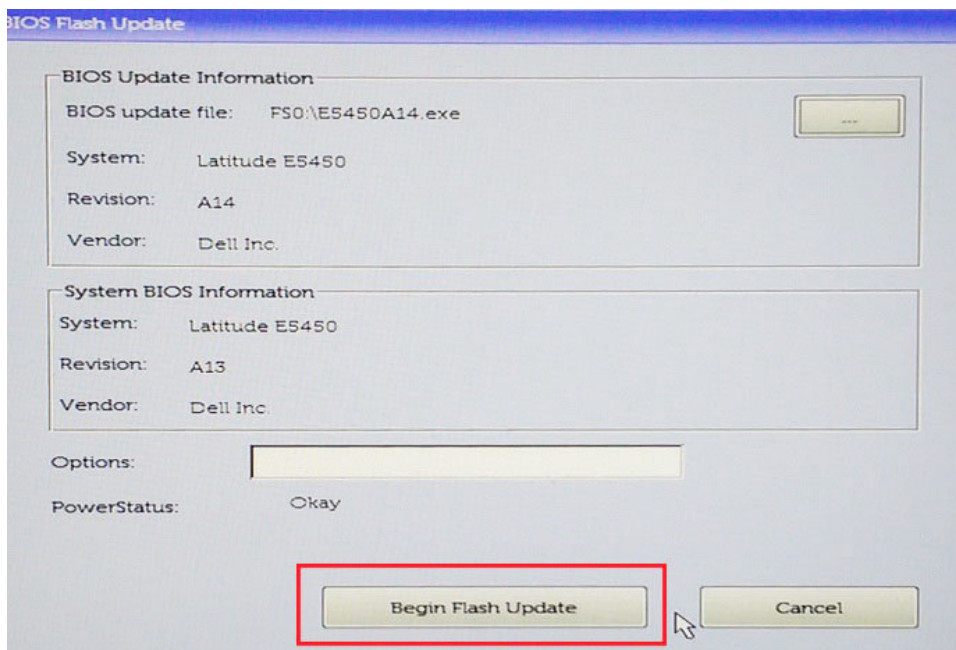 BIOS Flash Update
BIOS Update Information
BIOS update file: FS0:\E5450A14.exe
...
System: Latitude E5450
Revision: A14
Vendor: Dell Inc.
System BIOS Information
System: Latitude E5450
Revision: A13
Vendor: Dell Inc.
Options:
PowerStatus: Okay
Begin Flash Update
Cancel